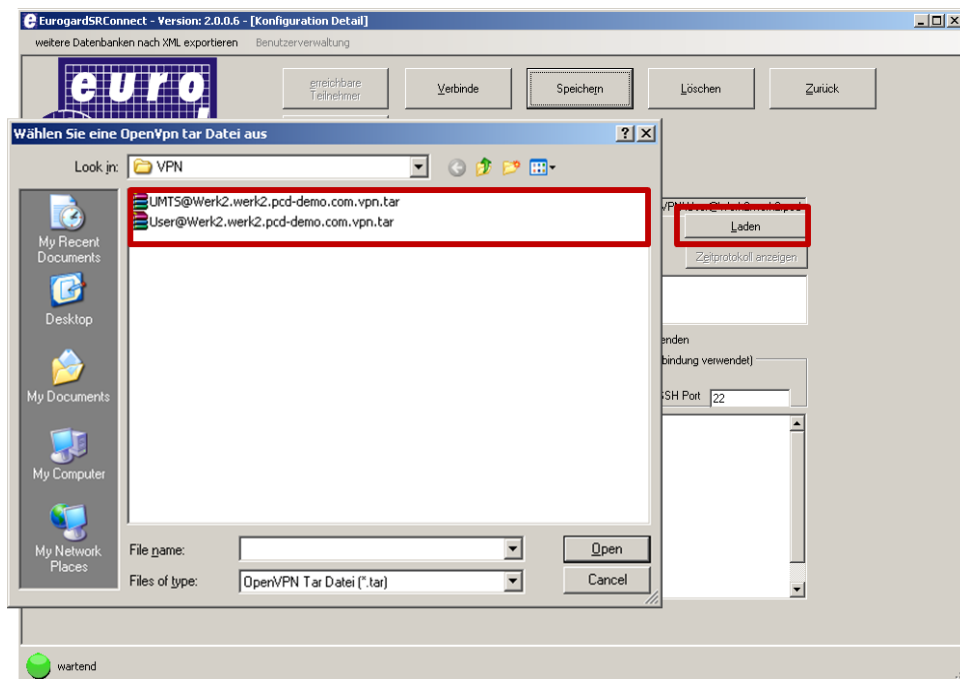 EurogardSRConnect - Version: 2.0.0.6 - [Konfiguration Detail]
weitere Datenbanken nach XML exportieren Benutzerverwaltung
euro
erreichbare Teilnehmer
Verbinde
Speichern
Löschen
Zurück
Wählen Sie eine OpenVpn tar Datei aus
Look in: VPN
UMTS@Werk2.werk2.pcd-demo.com.vpn.tar
User@Werk2.werk2.pcd-demo.com.vpn.tar
My Recent
Documents
Desktop
My Documents
My Computer
My Network
Places
File name:
Open
Files of type: OpenVPN Tar Datei (*.tar)
Cancel
Laden
Zeitprotokoll anzeigen
enden
bindung verwendet)
SSH Port 22
wartend